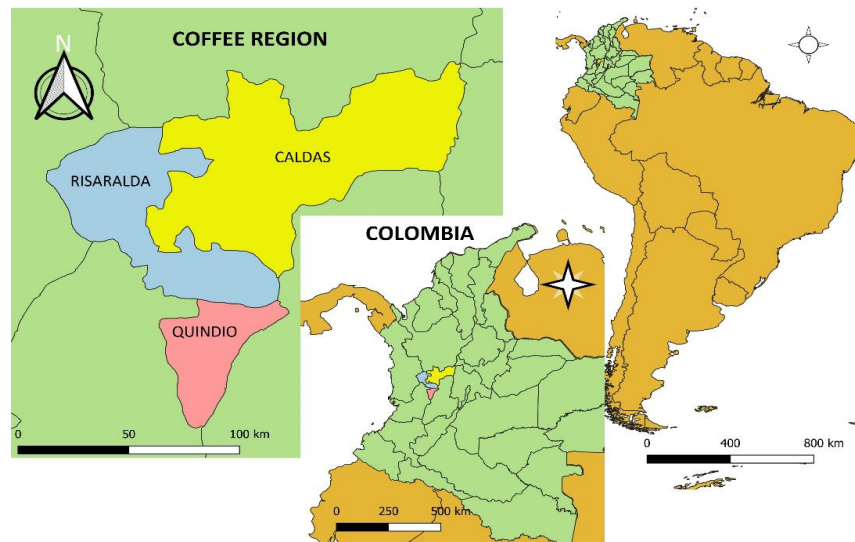 COFFEE REGION
N
CALDAS
RISARALDA
QUINDIO
0 50 100 km
COLOMBIA
0 250 500 km
0 400 800 km